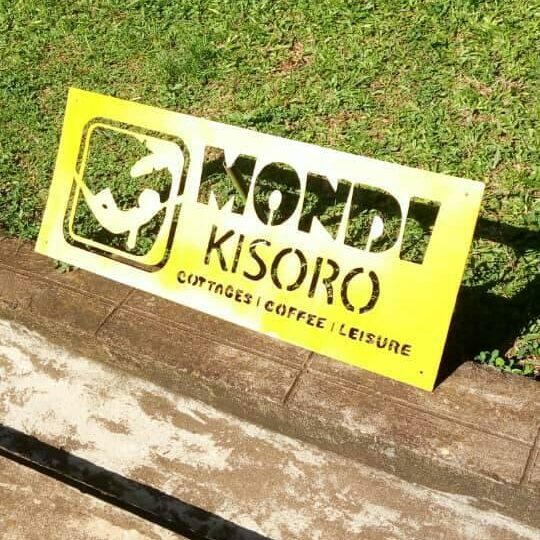 MONDI
KISORO
COTTAGES | COFFEE | LEISURE